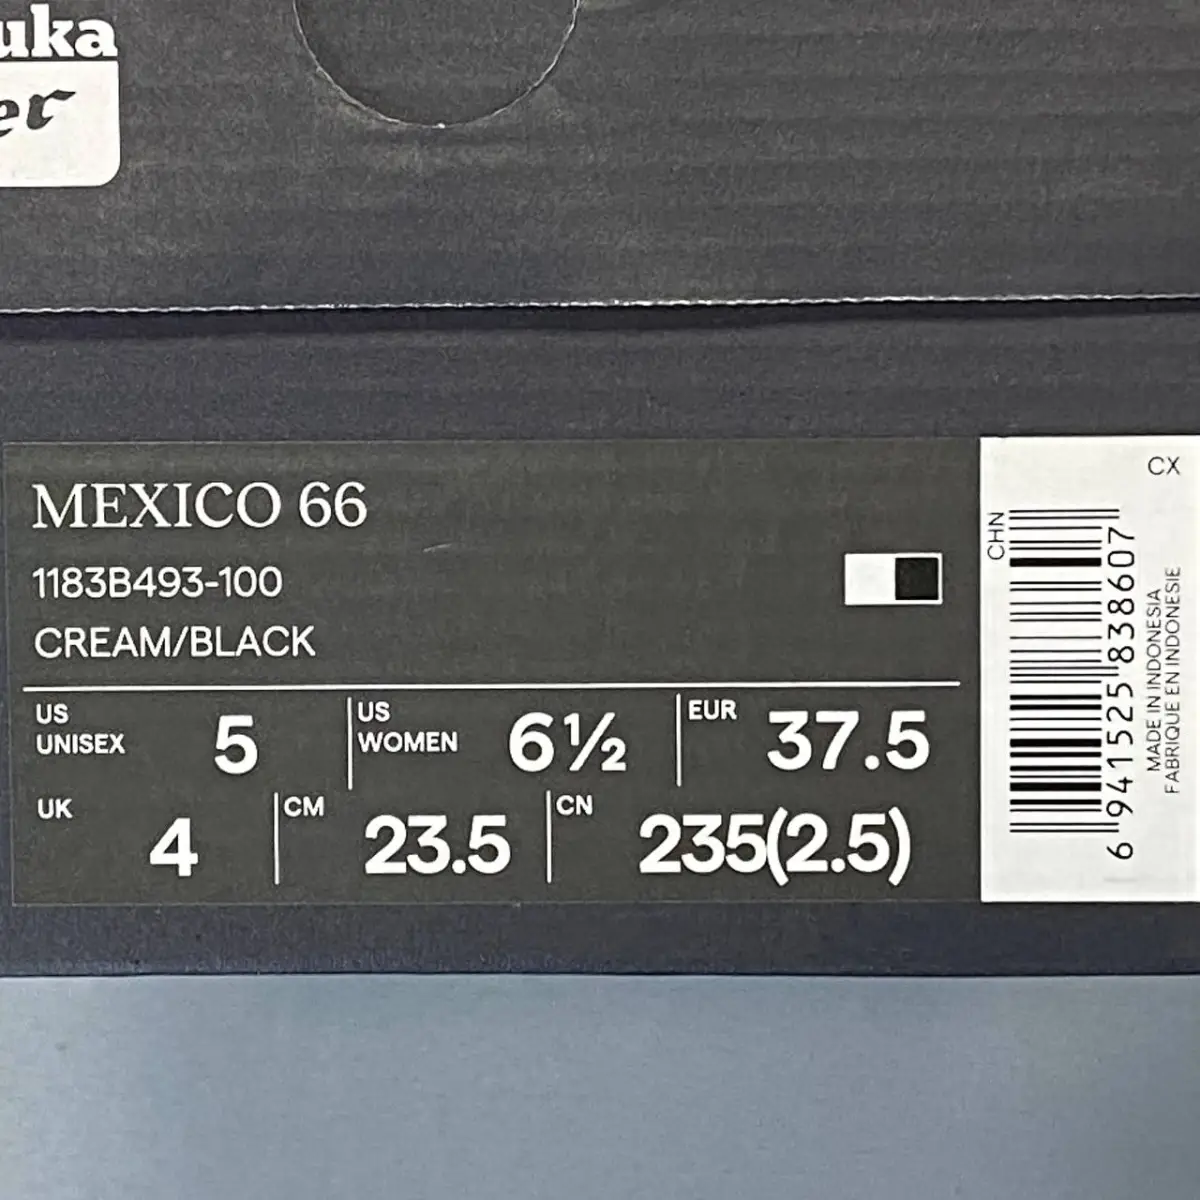 uka
er
MEXICO 66
1183B493-100
CREAM/BLACK
US UNISEX 5
US WOMEN 6½
EUR 37.5
UK 4
CM 23.5
CN 235(2.5)
CX
CHN
6 941525 838607
MADE IN INDONESIA
FABRIQUE EN INDONESIE